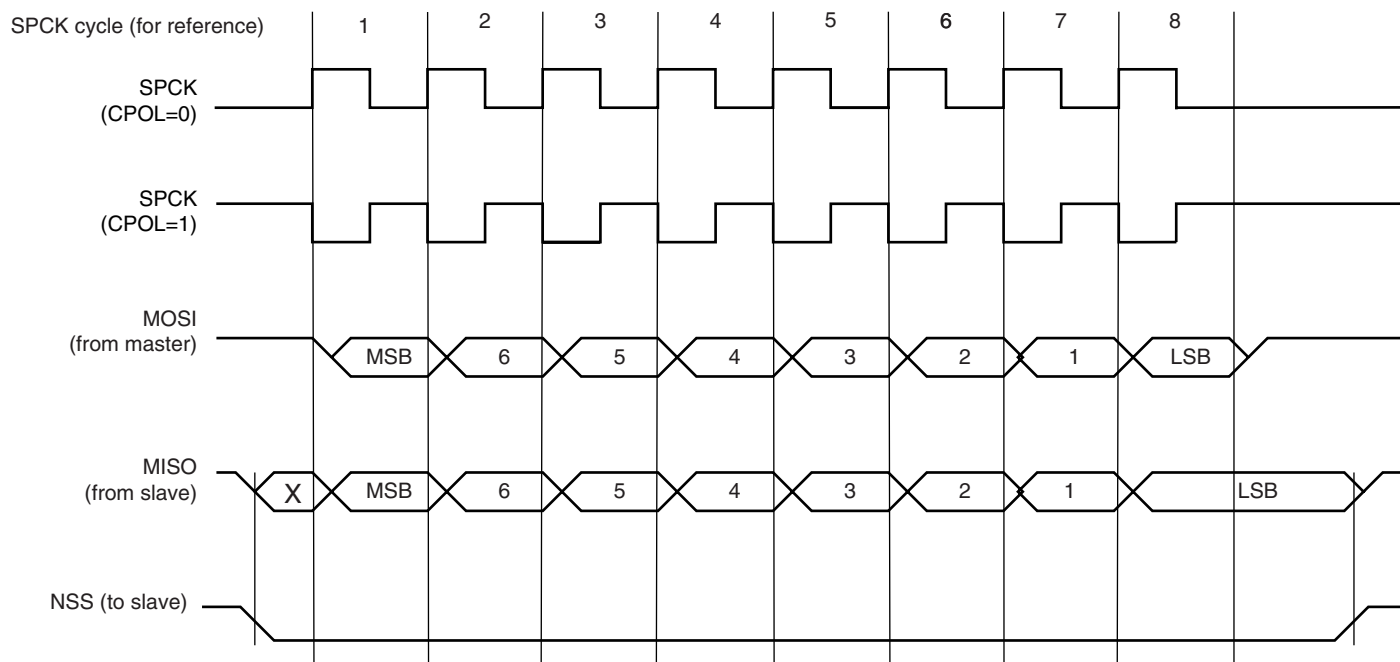 SPCK cycle (for reference) 1 2 3 4 5 6 7 8
SPCK
(CPOL=0)
SPCK
(CPOL=1)
MOSI
(from master)
MSB 6 5 4 3 2 1 LSB
MISO
(from slave)
X MSB 6 5 4 3 2 1 LSB
NSS (to slave)